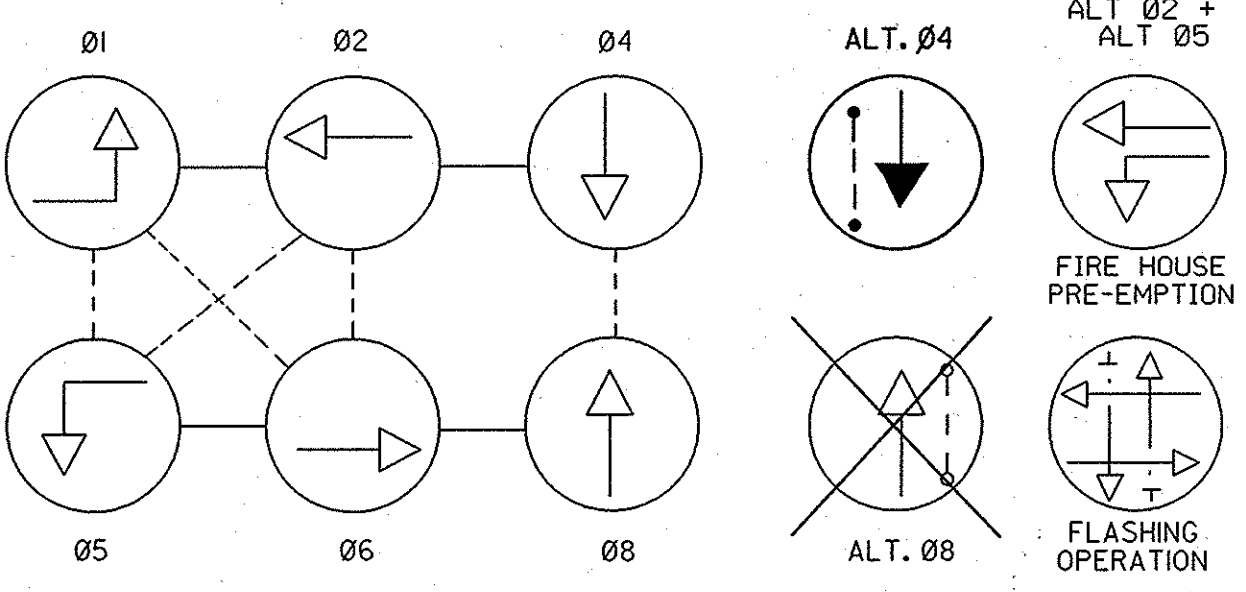 Ø1
Ø2
Ø4
ALT. Ø4
ALT Ø2 +
ALT Ø5
FIRE HOUSE
PRE-EMPTION
Ø5
Ø6
Ø8
ALT. Ø8
FLASHING
OPERATION